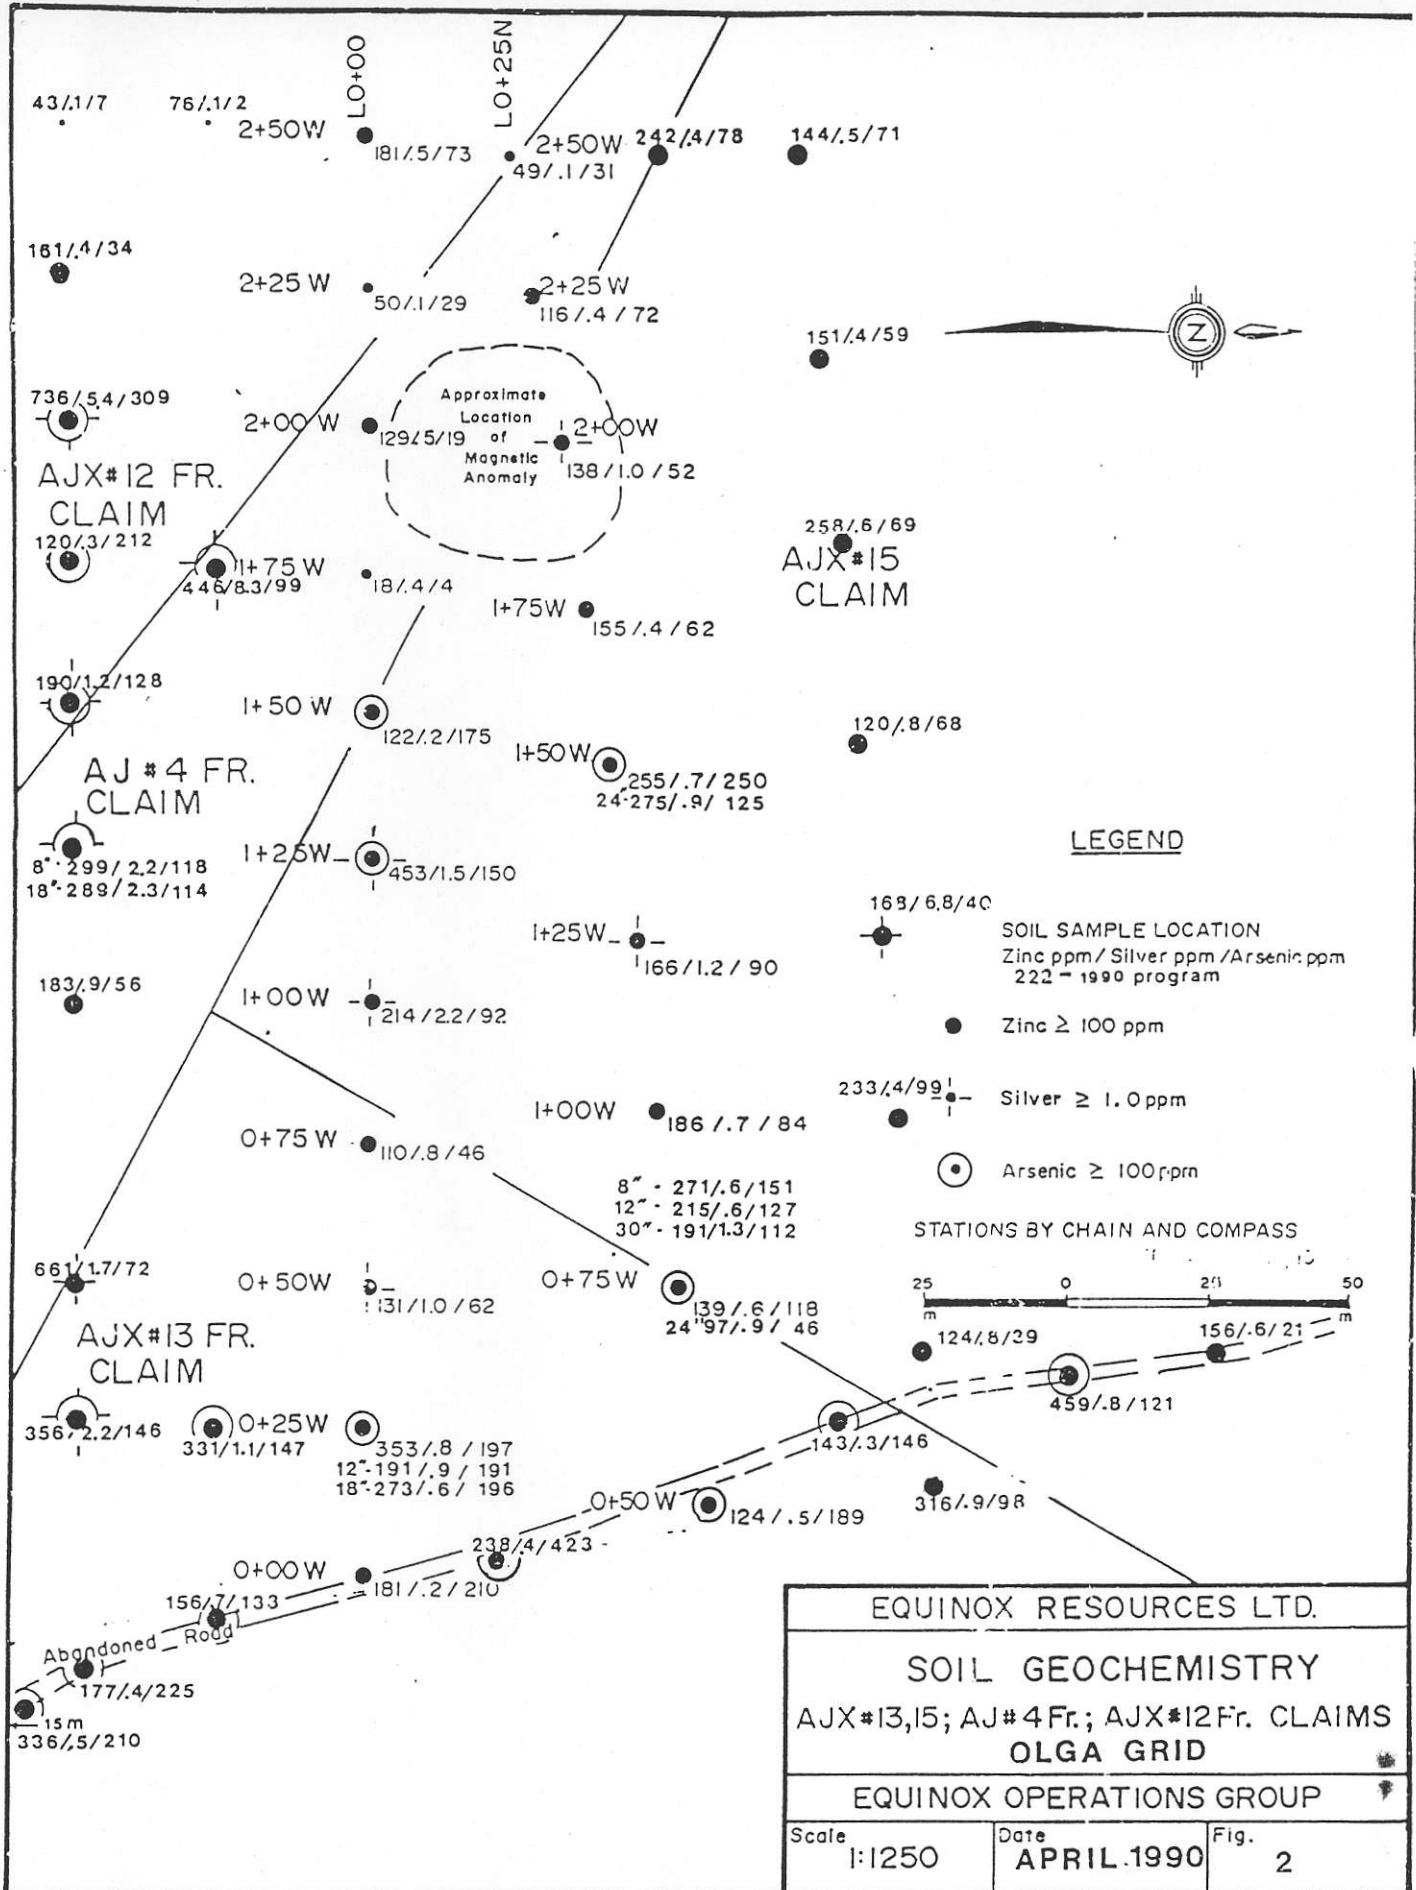 LO+00
LO+25N
43/.1/7
76/.1/2
2+50W
181/.5/73
2+50W
49/.1/31
242/.4/78
144/.5/71
161/.4/34
2+25 W
50/.1/29
2+25 W
116/.4 / 72
151/.4/59
Z
736/5.4/309
2+00 W
129/.5/19
Approximate
Location
of
Magnetic
Anomaly
2+00W
138/1.0 / 52
AJX#12 FR.
CLAIM
120/.3/212
1+75 W
446/8.3/99
18/.4/4
258/.6/69
AJX#15
CLAIM
1+75W
155/.4 / 62
190/1.2/128
1+50 W
122/.2/175
120/.8/68
1+50W
255/.7/ 250
24"-275/.9/ 125
AJ #4 FR.
CLAIM
8"-299/2.2/118
18"-289/2.3/114
1+25W
453/1.5/150
LEGEND
168/6.8/40
SOIL SAMPLE LOCATION
Zinc ppm/Silver ppm/Arsenic ppm
222 - 1990 program
1+25W
166/1.2/ 90
183/.9/56
1+00W
214/2.2/92
Zinc ≥ 100 ppm
233/.4/99
Silver ≥ 1.0 ppm
1+00W
186 /.7 / 84
0+75 W
110/.8/46
Arsenic ≥ 100 ppm
8" - 271/.6/151
12" - 215/.6/127
30" - 191/1.3/112
STATIONS BY CHAIN AND COMPASS
25 0 25 50
m m
661/1.7/72
0+50W
131/1.0 / 62
0+75 W
139/.6/118
24"97/.9/ 46
124/.8/39
156/.6/21
AJX#13 FR.
CLAIM
459/.8/121
356/2.2/146
331/1.1/147
0+25W
353/.8 / 197
12"-191/.9 / 191
18"-273/.6/ 196
143/.3/146
0+50W
124/.5/189
316/.9/98
238/.4/423
0+00W
181/.2/210
156/.7/133
Abandoned Road
177/.4/225
15m
336/.5/210
EQUINOX RESOURCES LTD.
SOIL GEOCHEMISTRY
AJX#13,15; AJ#4Fr.; AJX#12Fr. CLAIMS
OLGA GRID
EQUINOX OPERATIONS GROUP
Scale
1:1250
Date
APRIL 1990
Fig.
2